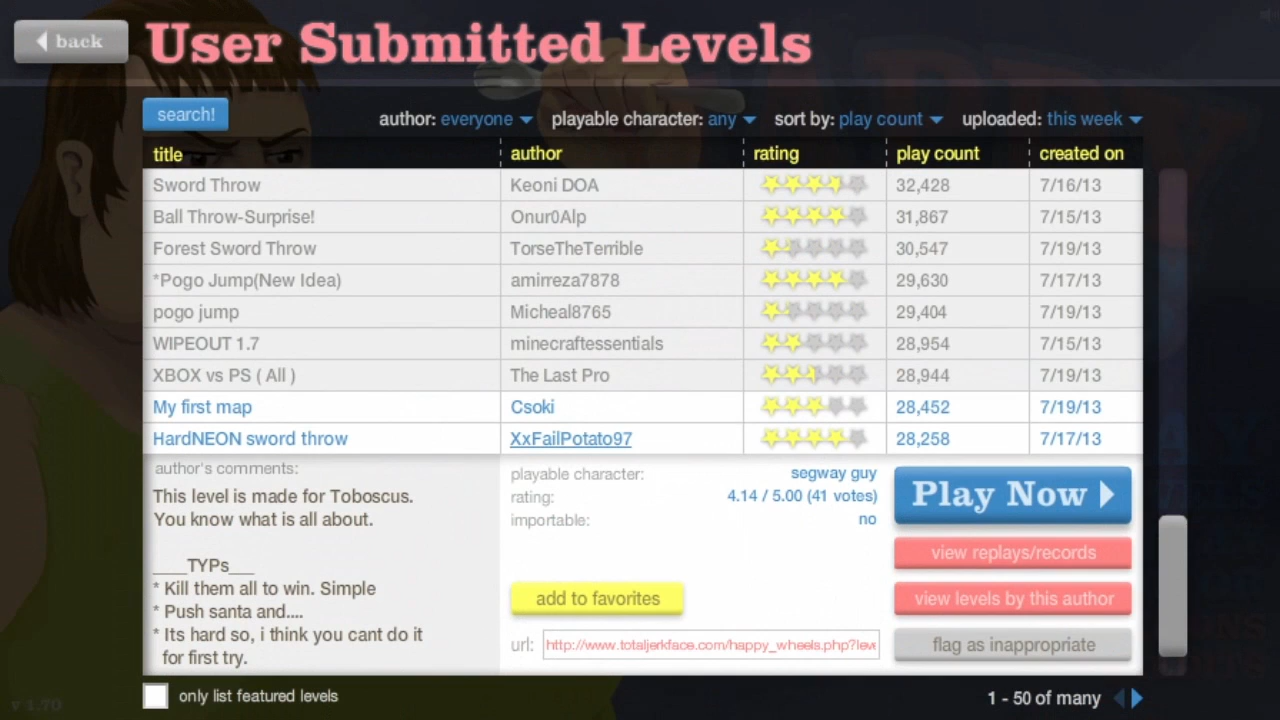 back
User Submitted Levels
search!
author: everyone playable character: any sort by: play count uploaded: this week
title author rating play count created on
Sword Throw Keoni DOA 32,428 7/16/13
Ball Throw-Surprise! Onur0Alp 31,867 7/15/13
Forest Sword Throw TorseTheTerrible 30,547 7/19/13
*Pogo Jump(New Idea) amirreza7878 29,630 7/17/13
pogo jump Micheal8765 29,404 7/19/13
WIPEOUT 1.7 minecraftessentials 28,954 7/15/13
XBOX vs PS ( All ) The Last Pro 28,944 7/19/13
My first map Csoki 28,452 7/19/13
HardNEON sword throw XxFailPotato97 28,258 7/17/13
author's comments:
This level is made for Toboscus.
You know what is all about.
____TYPs___
* Kill them all to win. Simple
* Push santa and....
* Its hard so, i think you cant do it
for first try.
playable character: segway guy
rating: 4.14 / 5.00 (41 votes)
importable: no
add to favorites
url: http://www.totaljerkface.com/happy_wheels.php?leve
Play Now
view replays/records
view levels by this author
flag as inappropriate
only list featured levels
1 - 50 of many
v 1.70